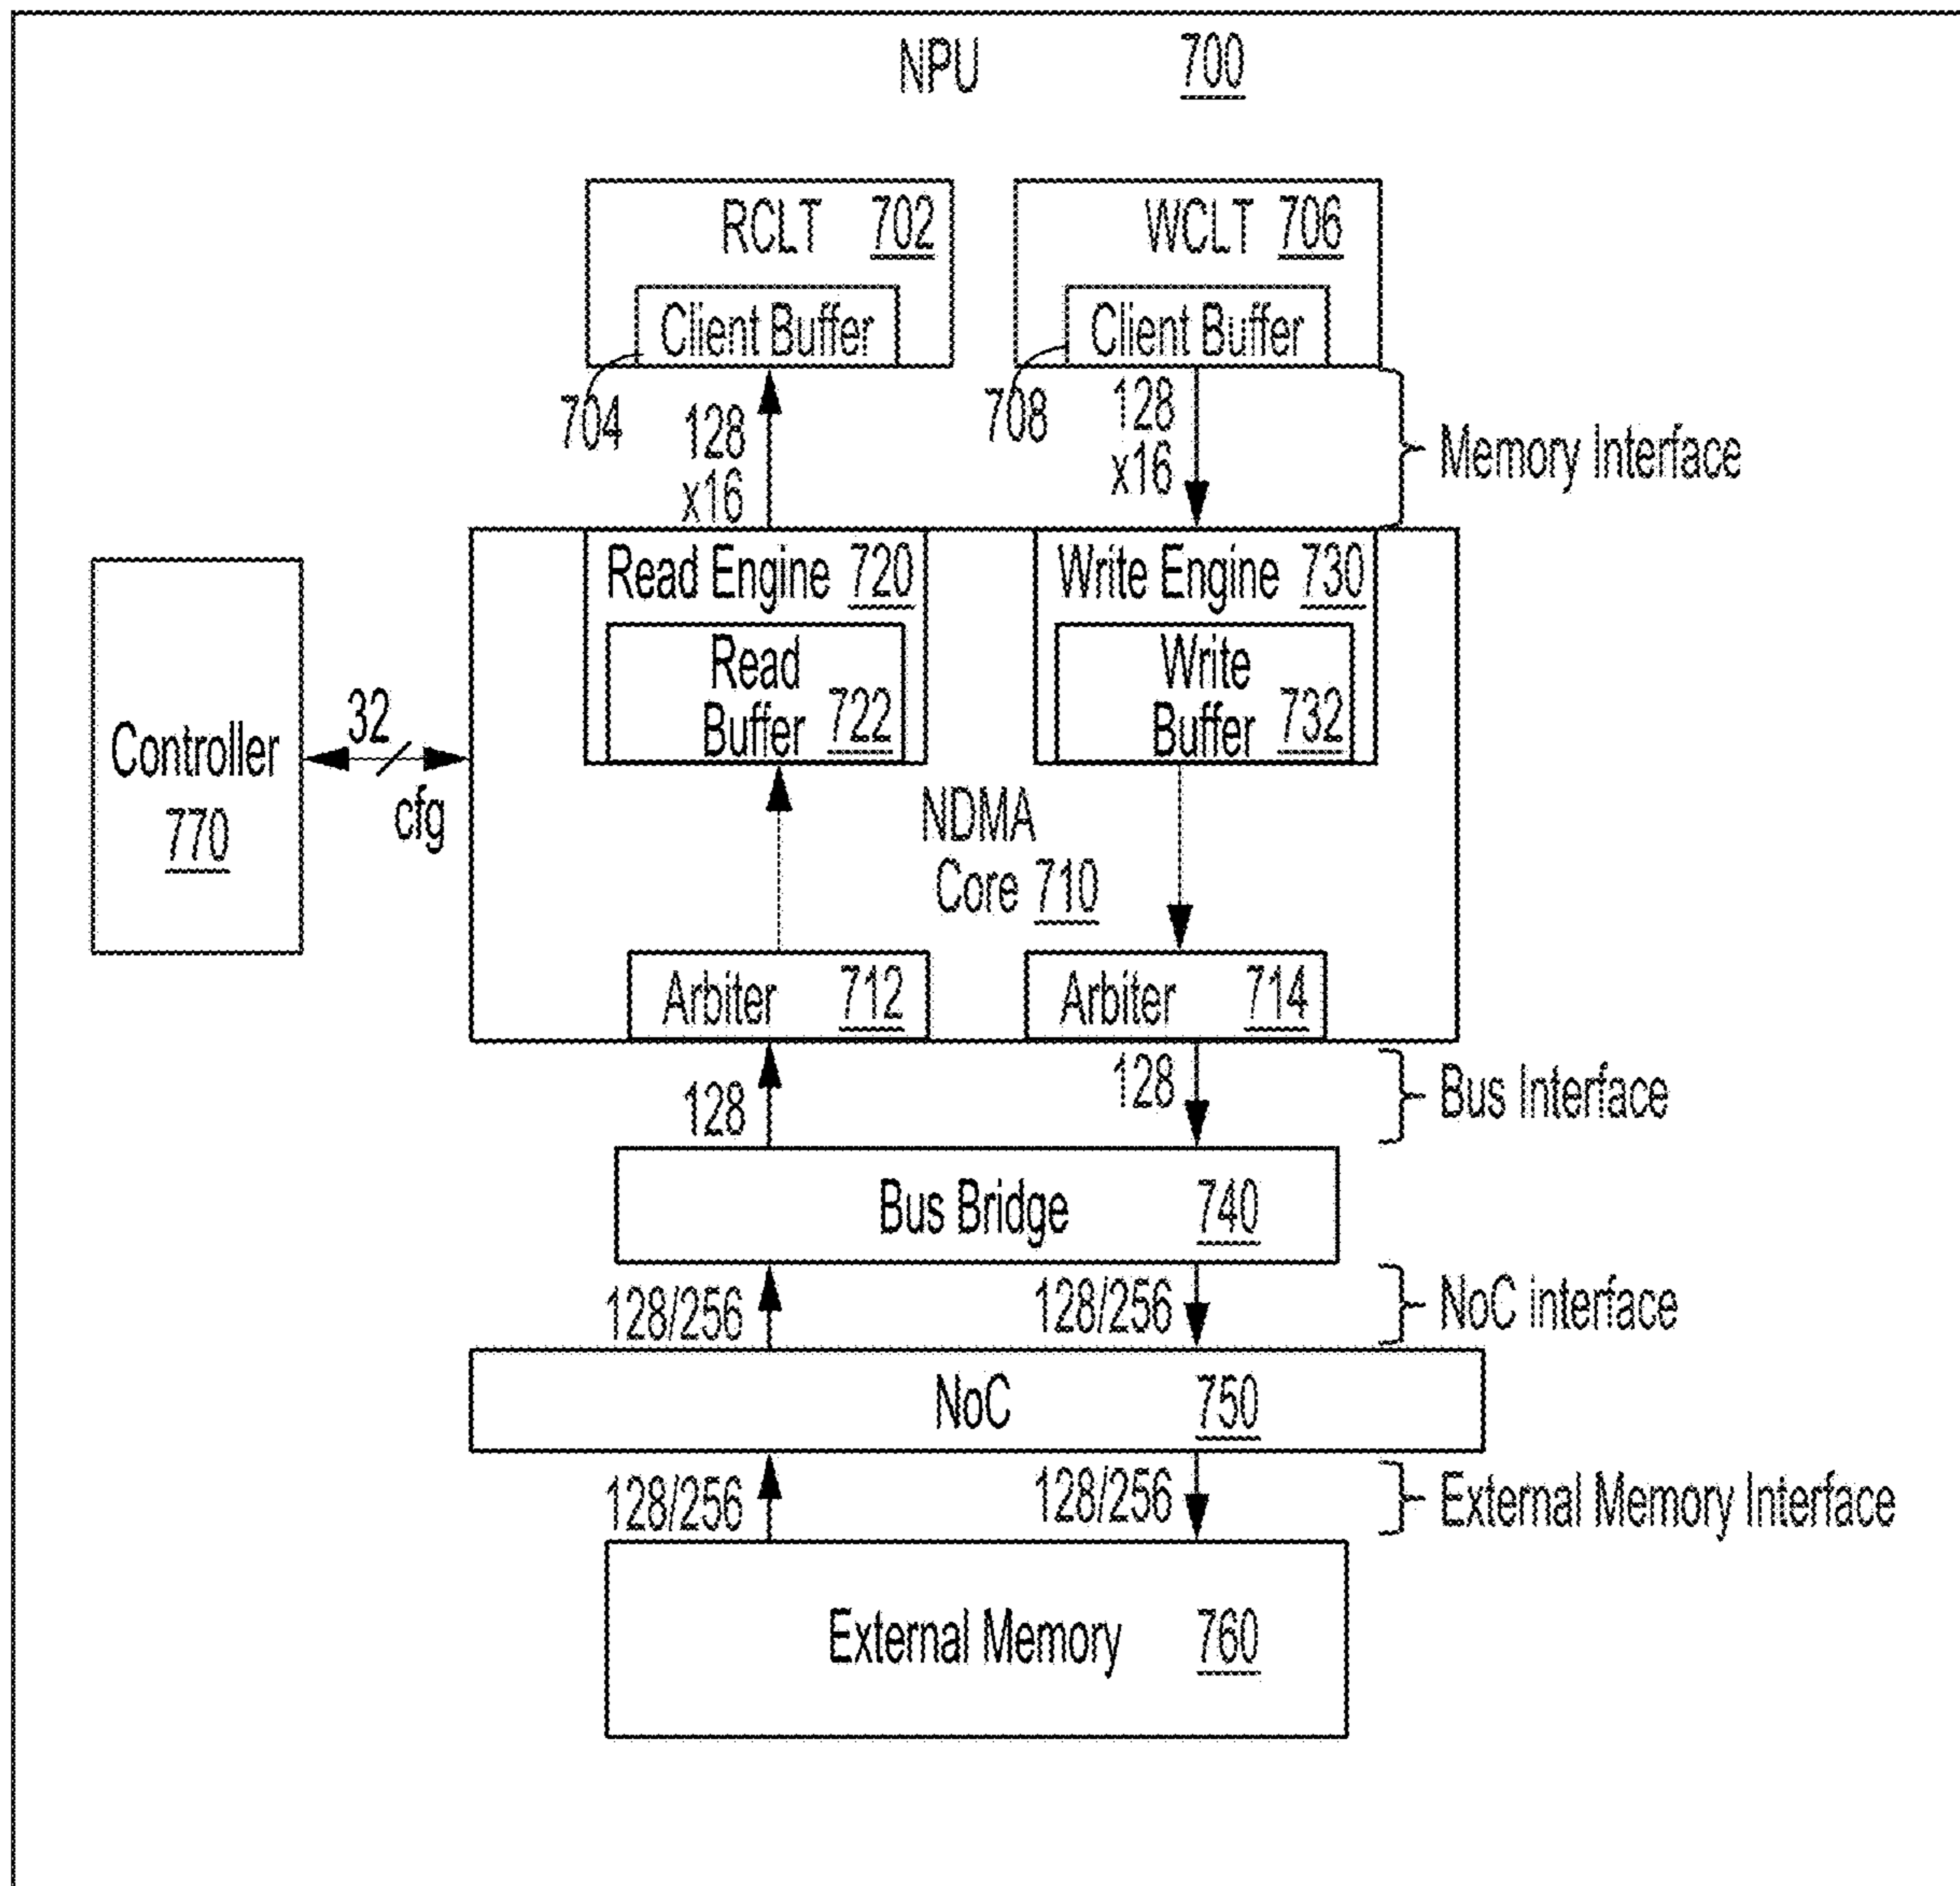 NPU 700
RCLT 702
WCLT 706
Client Buffer
Client Buffer
704
128
x16
708
128
x16
Memory Interface
Read Engine 720
Write Engine 730
Read
Buffer 722
Write
Buffer 732
Controller
770
32
cfg
NDMA
Core 710
Arbiter 712
Arbiter 714
128
128
Bus Interface
Bus Bridge 740
128/256
128/256
NoC interface
NoC 750
128/256
128/256
External Memory Interface
External Memory 760